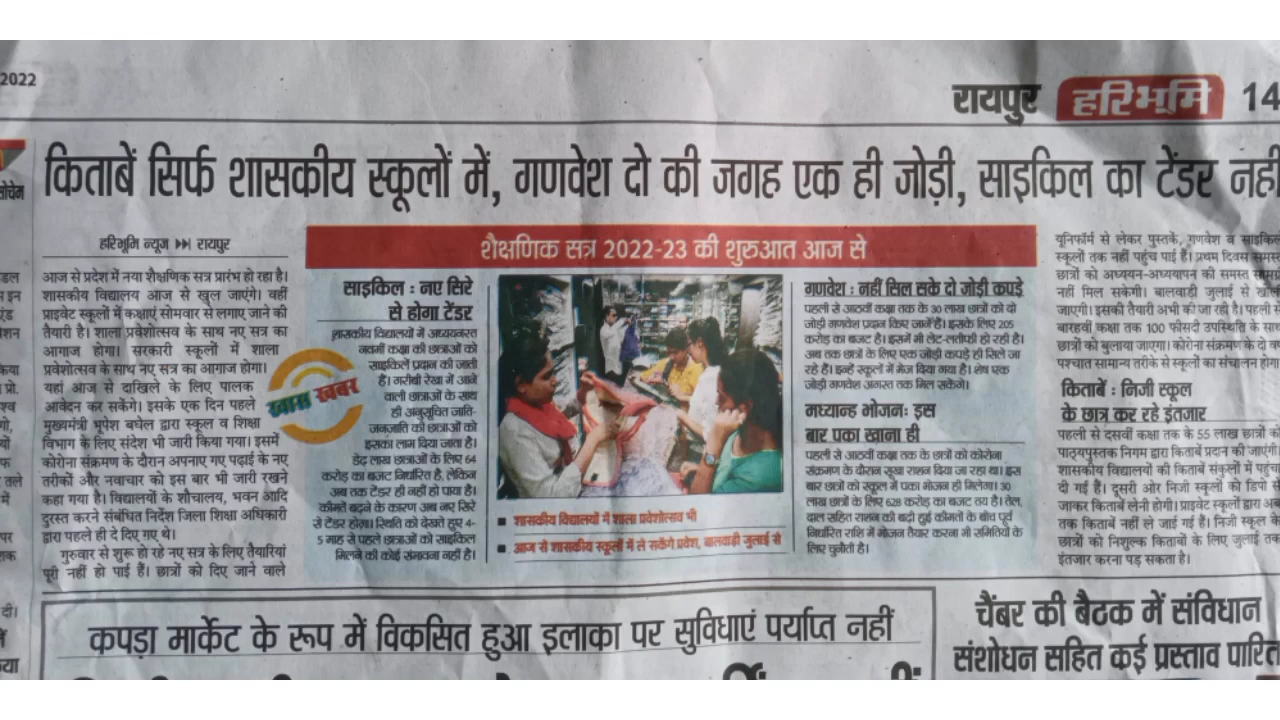 2022
रायपुर हरिभूमि 14
किताबें सिर्फ शासकीय स्कूलों में, गणवेश दो की जगह एक ही जोड़ी, साइकिल का टेंडर नहीं
हरिभूमि न्यूज रायपुर
आज से प्रदेश में नया शैक्षणिक सत्र प्रारंभ हो रहा है।
शासकीय विद्यालय आज से खुल जाएंगे। वहीं
प्राइवेट स्कूलों में कक्षाएं सोमवार से लगाए जाने की
तैयारी है। शाला प्रवेशोत्सव के साथ नए सत्र का
आगाज होगा। सरकारी स्कूलों में शाला
प्रवेशोत्सव के साथ नए सत्र का आगाज होगा।
यहां आज से दाखिले के लिए पालक
आवेदन कर सकेंगे। इसके एक दिन पहले
मुख्यमंत्री भूपेश बघेल द्वारा स्कूल व शिक्षा
विभाग के लिए संदेश भी जारी किया गया। इसमें
कोरोना संक्रमण के दौरान अपनाए गए पढ़ाई के नए
तरीकों और नवाचार को इस बार भी जारी रखने
कहा गया है। विद्यालयों के शौचालय, भवन आदि
दुरस्त करने संबंधित निर्देश जिला शिक्षा अधिकारी
द्वारा पहले ही दे दिए गए थे।
गुरुवार से शुरू हो रहे नए सत्र के लिए तैयारियां
पूरी नहीं हो पाई हैं। छात्रों को दिए जाने वाले
खास खबर
शैक्षणिक सत्र 2022-23 की शुरुआत आज से
साइकिल : नए सिरे
से होगा टेंडर
शासकीय विद्यालयों में अध्ययनरत
नवमीं कक्षा की छात्राओं को
साइकिल प्रदान की जाती
है। गरीबी रेखा में आने
वाली छात्राओं के साथ
ही अनुसूचित जाति-
जनजाति की छात्राओं को
इसका लाभ दिया जाता है।
डेढ़ लाख छात्राओं के लिए 64
करोड़ का बजट निर्धारित है, लेकिन
अब तक टेंडर ही नहीं हो पाया है।
कीमतें बढ़ने के कारण अब नए सिरे
से टेंडर होगा। स्थिति को देखते हुए 4-
5 माह से पहले छात्राओं को साइकिल
मिलने की कोई संभावना नहीं है।
■ शासकीय विद्यालयों में शाला प्रवेशोत्सव भी
■ आज से शासकीय स्कूलों में ले सकेंगे प्रवेश, बालवाड़ी जुलाई से
गणवेश : नहीं सिल सके दो जोड़ी कपड़े
पहली से आठवीं कक्षा तक के 30 लाख छात्रों को दो
जोड़ी गणवेश प्रदान किए जाने हैं। इसके लिए 205
करोड़ का बजट है। इसमें भी लेट-लतीफी हो रही है।
अब तक छात्रों के लिए एक जोड़ी कपड़े ही सिले जा
रहे हैं। इन्हें स्कूलों में भेज दिया गया है। शेष एक
जोड़ी गणवेश अगस्त तक मिल सकेंगे।
मध्यान्ह भोजन: इस
बार पका खाना ही
पहली से आठवीं कक्षा तक के छात्रों को कोरोना
संक्रमण के दौरान सूखा राशन दिया जा रहा था। इस
बार छात्रों को स्कूल में पका भोजन ही मिलेगा। 30
लाख छात्रों के लिए 628 करोड़ का बजट तय है। तेल,
दाल सहित राशन की बढ़ी हुई कीमतों के बीच पूर्व
निर्धारित राशि में भोजन तैयार करना भी समितियों के
लिए चुनौती है।
यूनिफॉर्म से लेकर पुस्तकें, गणवेश व साइकिल
स्कूलों तक नहीं पहुंच पाई हैं। प्रथम दिवस समस्त
छात्रों को अध्ययन-अध्यापन की समस्त
नहीं मिल सकेगी। बालवाड़ी जुलाई से
जाएगी। इसकी तैयारी अभी की जा रही है। पहली से
बारहवीं कक्षा तक 100 फीसदी उपस्थिति के साथ
छात्रों को बुलाया जाएगा। कोरोना संक्रमण के दो
पश्चात सामान्य तरीके से स्कूलों का संचालन होगा
किताबें : निजी स्कूल
के छात्र कर रहे इंतजार
पहली से दसवीं कक्षा तक के 55 लाख छात्रों को
पाठ्यपुस्तक निगम द्वारा किताबें प्रदान की जाएंगी।
शासकीय विद्यालयों की किताबें संकुलों में पहुंचा
दी गई हैं। दूसरी ओर निजी स्कूलों को डिपो से
जाकर किताबें लेनी होगी। प्राइवेट स्कूलों द्वारा अब
तक किताबें नहीं ले जाई गई हैं। निजी स्कूल के
छात्रों को निशुल्क किताबों के लिए जुलाई तक
इंतजार करना पड़ सकता है।
कपड़ा मार्केट के रूप में विकसित हुआ इलाका पर सुविधाएं पर्याप्त नहीं
चैंबर की बैठक में संविधान
संशोधन सहित कई प्रस्ताव पारित